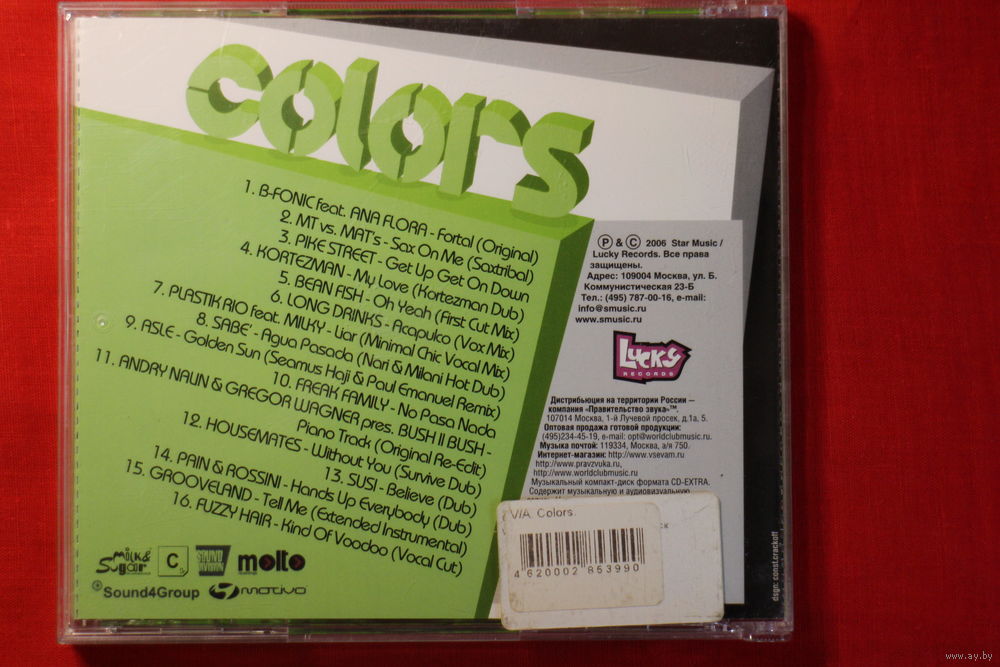 colors
1. B-FONIC feat. ANA FLORA - Fortal (Original)
2. MT vs. MAT's - Sax On Me (Saxtribal)
3. PIKE STREET - Get Up Get On Down
4. KORTEZMAN - My Love (Kortezman Dub)
5. BEAN FISH - Oh Yeah (First Cut Mix)
6. LONG DRINKS - Acapulco (Vox Mix)
7. PLASTIK RIO feat. MILKY - Liar (Minimal Chic Vocal Mix)
8. SABE' - Agua Pasada (Nari & Milani Hot Dub)
9. ASLE - Golden Sun (Seamus Haji & Paul Emanuel Remix)
10. FREAK FAMILY - No Pasa Nada
11. ANDRY NALIN & GREGOR WAGNER pres. BUSH II BUSH -
Piano Track (Original Re-Edit)
12. HOUSEMATES - Without You (Survive Dub)
13. SUSI - Believe (Dub)
14. PAIN & ROSSINI - Hands Up Everybody (Dub)
15. GROOVELAND - Tell Me (Extended Instrumental)
16. FUZZY HAIR - Kind Of Voodoo (Vocal Cut)
Milk &
Sugar
C
molto
Sound4Group
motivo
Ⓟ & Ⓒ 2006 Star Music /
Lucky Records. Все права
защищены.
Адрес: 109004 Москва, ул. Б.
Коммунистическая 23-Б
Тел.: (495) 787-00-16, e-mail:
info@smusic.ru
www.smusic.ru
Lucky
RECORDS
Дистрибьюция на территории России —
компания «Правительство звука»™.
107014 Москва, 1-й Лучевой просек, д.1а, 5.
Оптовая продажа готовой продукции:
(495)234-45-19, e-mail: opt@worldclubmusic.ru.
Музыка почтой: 119334, Москва, а/я 750.
Интернет-магазин: http://www.vsevam.ru
http://www.pravzvuka.ru,
http://www.worldclubmusic.ru
Музыкальный компакт-диск формата CD-EXTRA.
Содержит музыкальную и аудиовизуальную
V/A. Colors.
4 620002 853990
dsgn: const.crackoff
www.ay.by